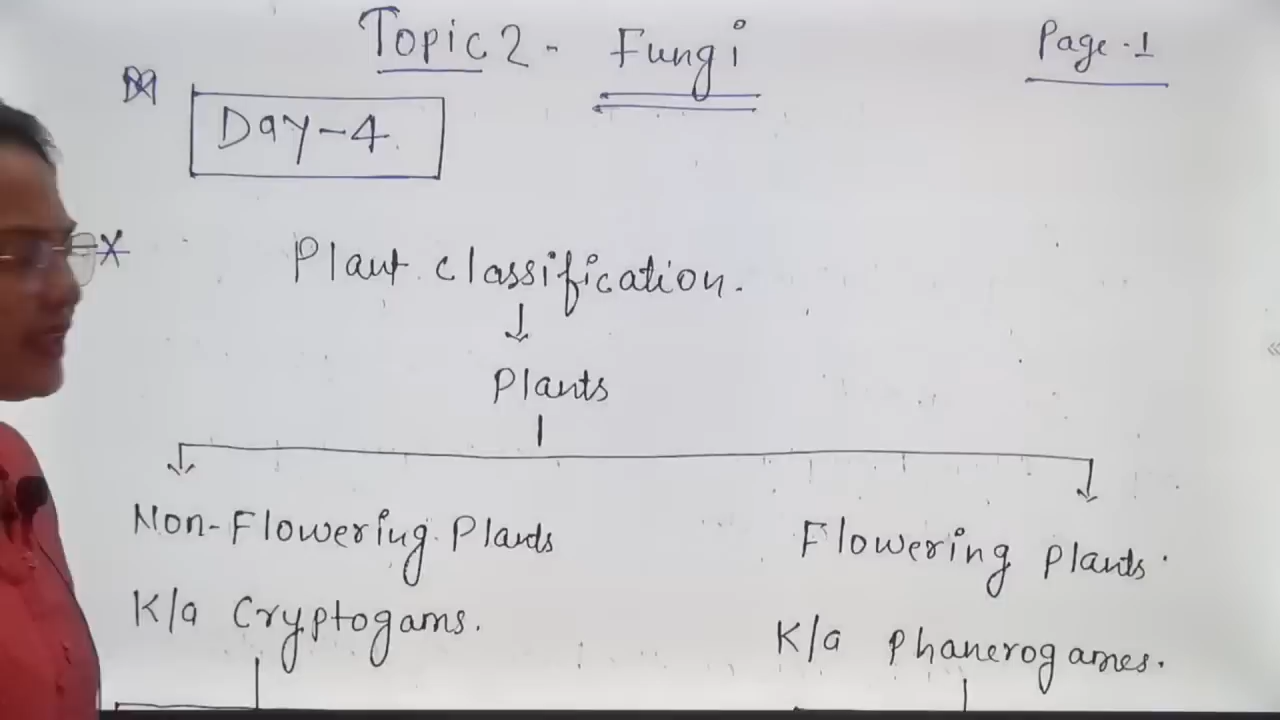 Topic 2 - Fungi
Page-1
Day-4.
Plant classification.
Plants
Non-Flowering Plants
Flowering Plants.
K/a Cryptogams.
K/a Phanerogames.